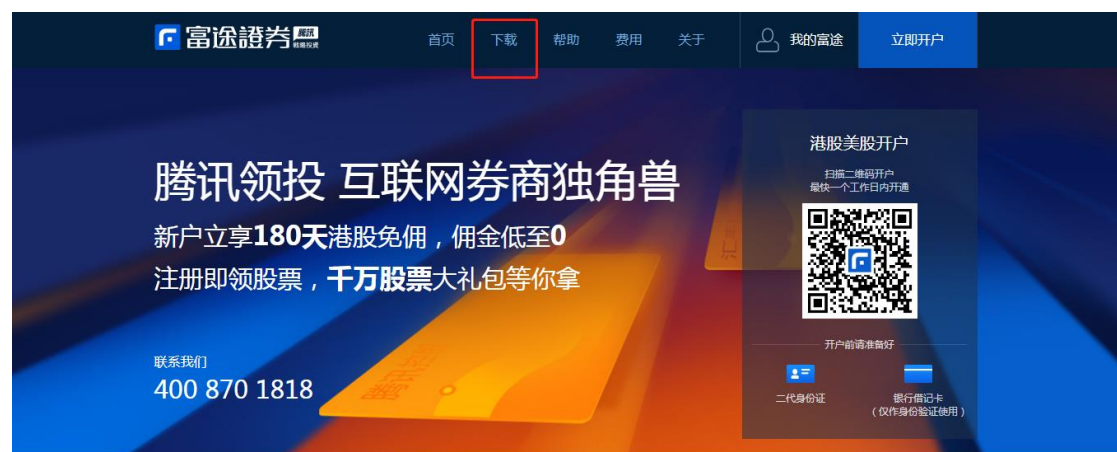 富途證券 腾讯
战略投资
首页 下载 帮助 费用 关于 我的富途 立即开户
腾讯领投 互联网券商独角兽
新户立享180天港股免佣，佣金低至0
注册即领股票，千万股票大礼包等你拿
联系我们
400 870 1818
港股美股开户
扫描二维码开户
最快一个工作日内开通
开户前请准备好
二代身份证
银行借记卡
（仅作身份验证使用）